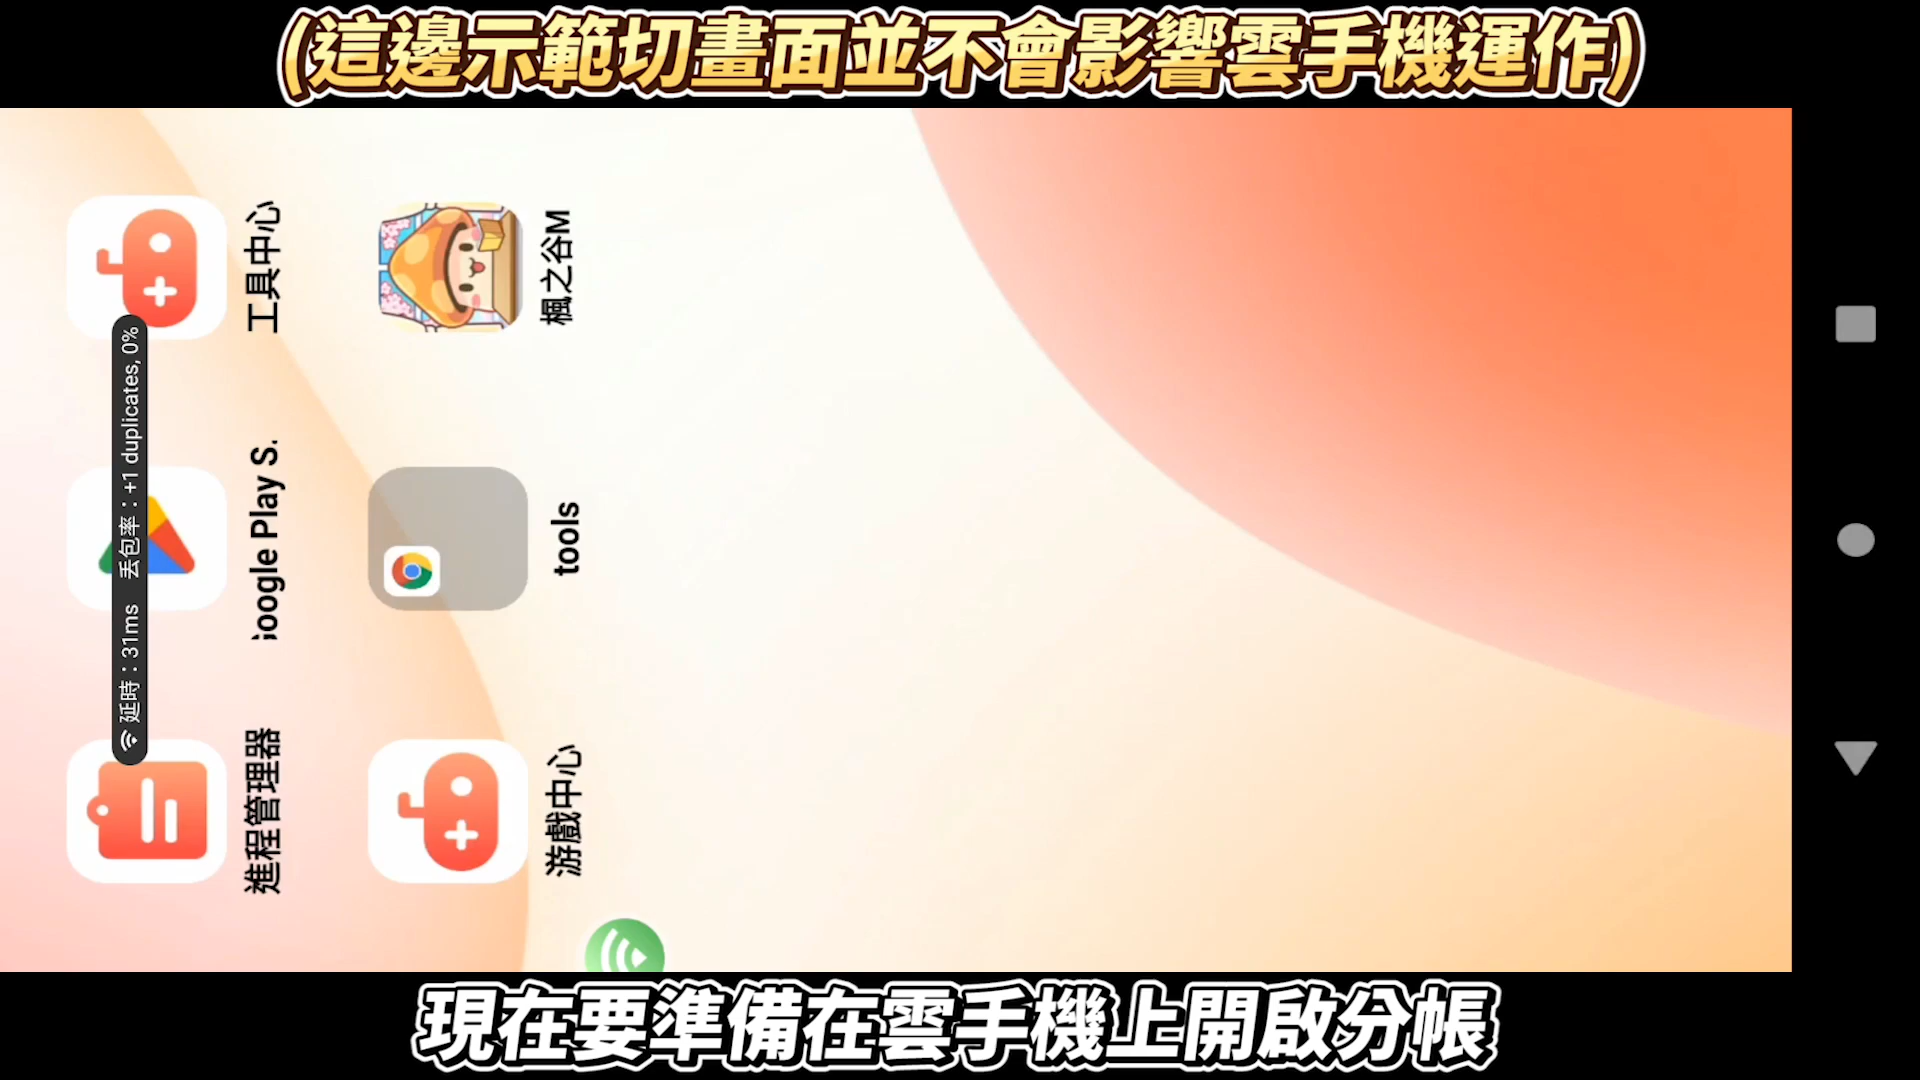 (這邊示範切畫面並不會影響雲手機運作)
工具中心
楓之谷M
延時：31ms 丟包率：+1 duplicates, 0%
oogle Play S.
tools
進程管理器
游戲中心
現在要準備在雲手機上開啟分帳